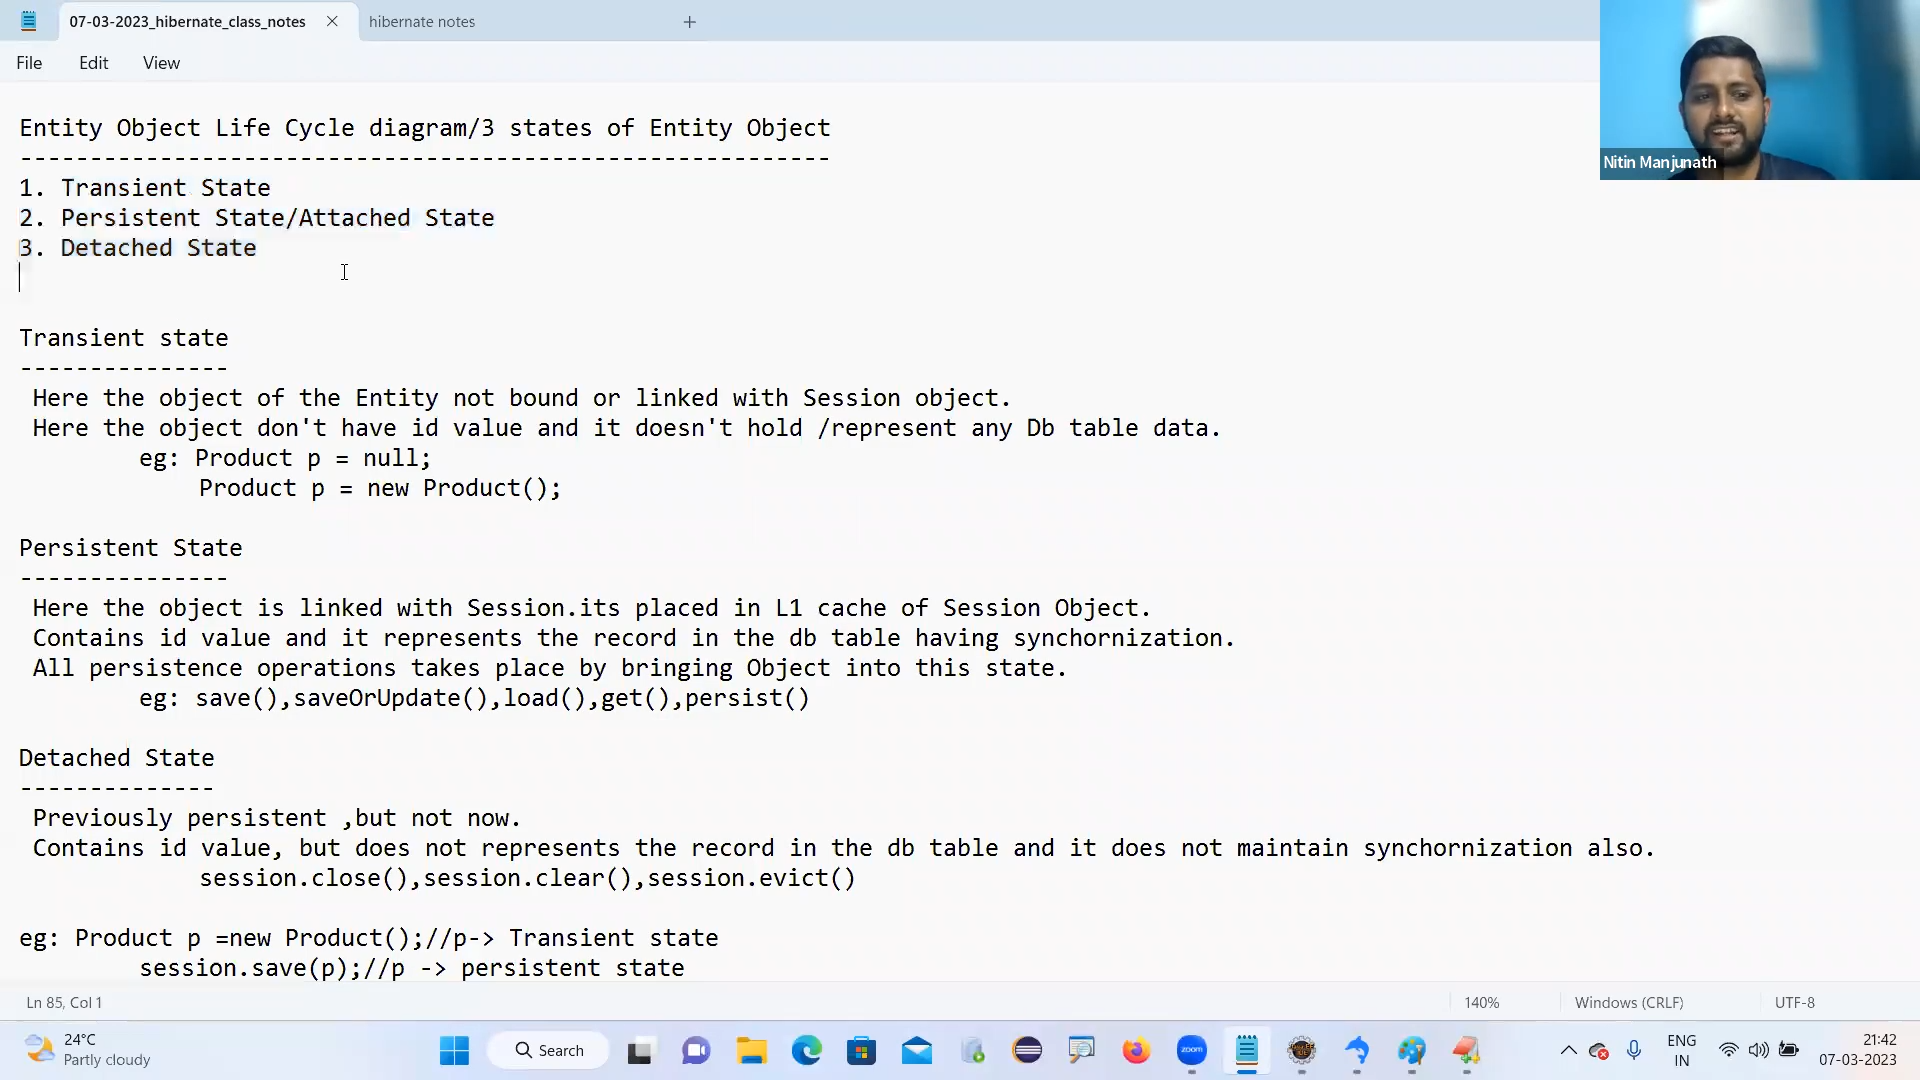 07-03-2023_hibernate_class_notes
hibernate notes
File Edit View
Nitin Manjunath
Entity Object Life Cycle diagram/3 states of Entity Object
----------------------------------------------------------
1. Transient State
2. Persistent State/Attached State
3. Detached State
Transient state
---------------
Here the object of the Entity not bound or linked with Session object.
Here the object don't have id value and it doesn't hold /represent any Db table data.
eg: Product p = null;
Product p = new Product();
Persistent State
---------------
Here the object is linked with Session.its placed in L1 cache of Session Object.
Contains id value and it represents the record in the db table having synchornization.
All persistence operations takes place by bringing Object into this state.
eg: save(),saveOrUpdate(),load(),get(),persist()
Detached State
--------------
Previously persistent ,but not now.
Contains id value, but does not represents the record in the db table and it does not maintain synchornization also.
session.close(),session.clear(),session.evict()
eg: Product p =new Product();//p-> Transient state
session.save(p);//p -> persistent state
Ln 85, Col 1
140%
Windows (CRLF)
UTF-8
24°C
Partly cloudy
Search
zoom
ENG
IN
21:42
07-03-2023